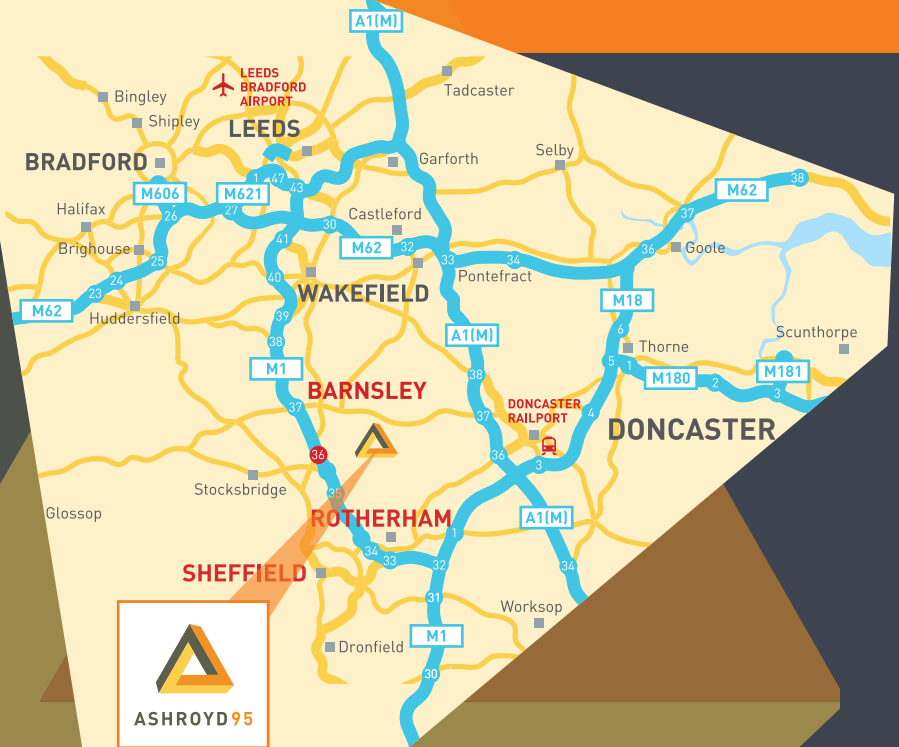 A1(M)
LEEDS
BRADFORD
AIRPORT
Tadcaster
Bingley
Shipley
LEEDS
BRADFORD
Garforth
Selby
1
47
43
M606
M621
M62
38
26
27
Halifax
Castleford
37
30
41
Brighouse
M62
32
36
Goole
25
33
34
Pontefract
24
40
23
WAKEFIELD
M62
Huddersfield
39
M18
6
Scunthorpe
38
A1(M)
Thorne
5
1
M1
38
M180
2
M181
3
BARNSLEY
37
37
DONCASTER
RAILPORT
4
DONCASTER
36
36
3
Stocksbridge
35
Glossop
ROTHERHAM
A1(M)
1
34
33
32
34
SHEFFIELD
31
Worksop
M1
Dronfield
30
ASHROYD95